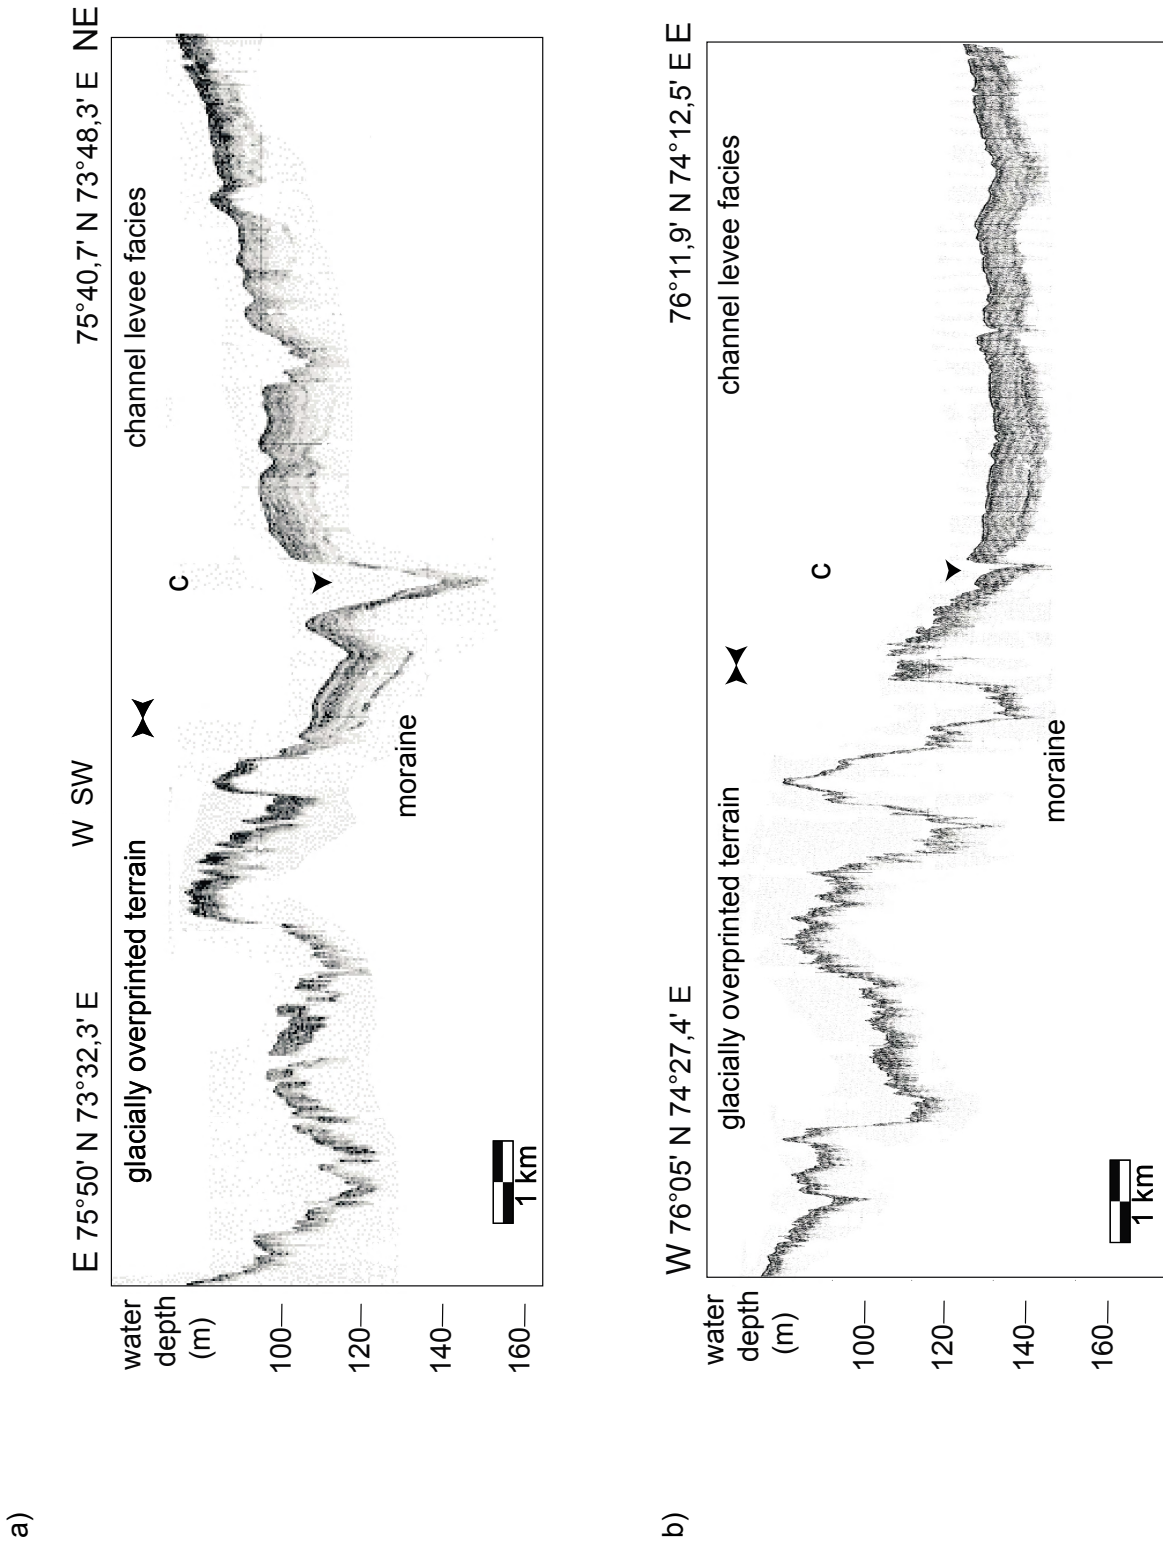 a)
E 75°50' N 73°32,3' E
W SW
75°40,7' N 73°48,3' E NE
glacially overprinted terrain
channel levee facies
c
moraine
1 km
water
depth
(m)
100
120
140
160
b)
W 76°05' N 74°27,4' E
76°11,9' N 74°12,5' E E
glacially overprinted terrain
channel levee facies
c
moraine
1 km
water
depth
(m)
100
120
140
160